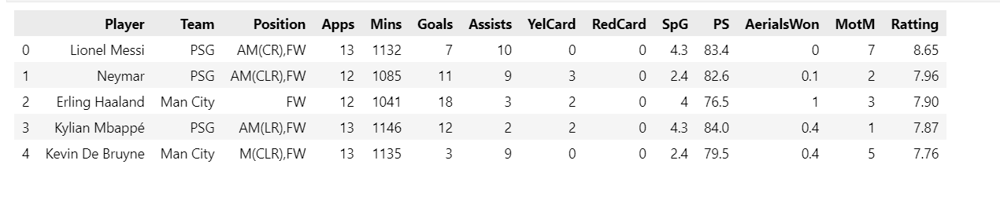 Player Team Position Apps Mins Goals Assists YelCard RedCard SpG PS AerialsWon MotM Ratting
0 Lionel Messi PSG AM(CR),FW 13 1132 7 10 0 0 4.3 83.4 0 7 8.65
1 Neymar PSG AM(CLR),FW 12 1085 11 9 3 0 2.4 82.6 0.1 2 7.96
2 Erling Haaland Man City FW 12 1041 18 3 2 0 4 76.5 1 3 7.90
3 Kylian Mbappé PSG AM(LR),FW 13 1146 12 2 2 0 4.3 84.0 0.4 1 7.87
4 Kevin De Bruyne Man City M(CLR),FW 13 1135 3 9 0 0 2.4 79.5 0.4 5 7.76